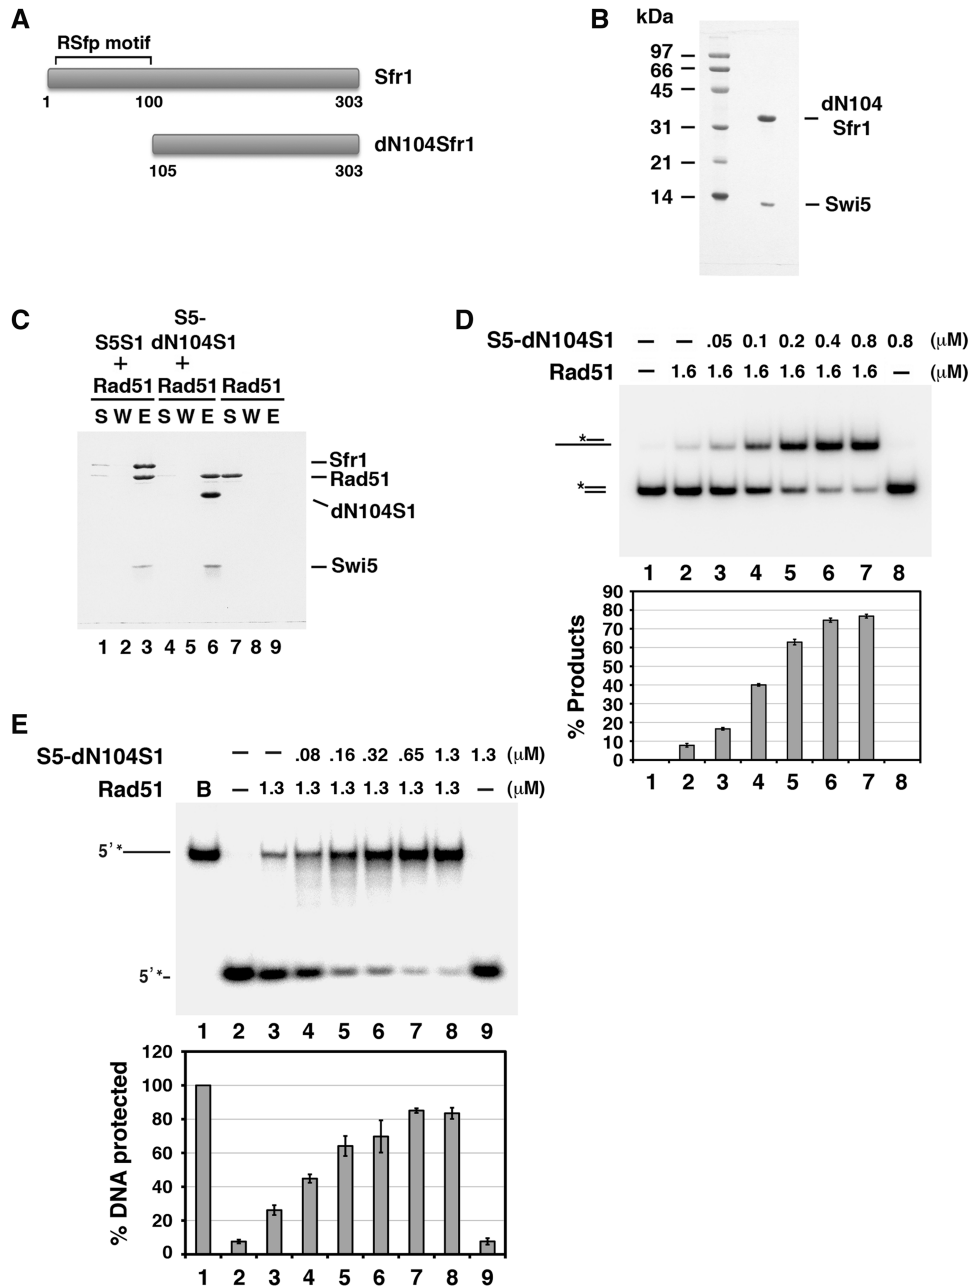 A
RSfp motif
Sfr1
1 100 303
dN104Sfr1
105 303
B
kDa
97
66
45
31
21
14
dN104
Sfr1
Swi5
C
S5-
S5S1 dN104S1
+ +
Rad51 Rad51 Rad51
S W E S W E S W E
Sfr1
Rad51
dN104S1
Swi5
1 2 3 4 5 6 7 8 9
D
S5-dN104S1 – – .05 0.1 0.2 0.4 0.8 0.8 (μM)
Rad51 – 1.6 1.6 1.6 1.6 1.6 1.6 – (μM)
*
*
1 2 3 4 5 6 7 8
% Products
90
80
70
60
50
40
30
20
10
0
1 2 3 4 5 6 7 8
E
S5-dN104S1 – – .08 .16 .32 .65 1.3 1.3 (μM)
Rad51 B – 1.3 1.3 1.3 1.3 1.3 1.3 – (μM)
5'*
5'*
1 2 3 4 5 6 7 8 9
% DNA protected
120
100
80
60
40
20
0
1 2 3 4 5 6 7 8 9